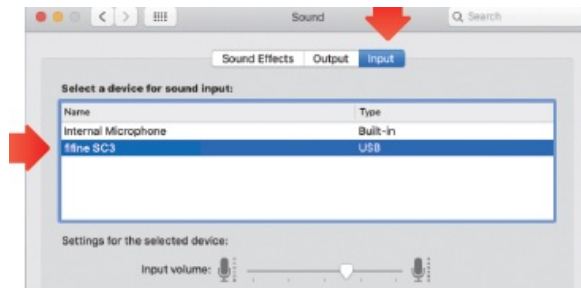 Sound
Search
Sound Effects Output Input
Select a device for sound input:
Name Type
Internal Microphone Built-in
fifine SC3 USB
Settings for the selected device:
Input volume: